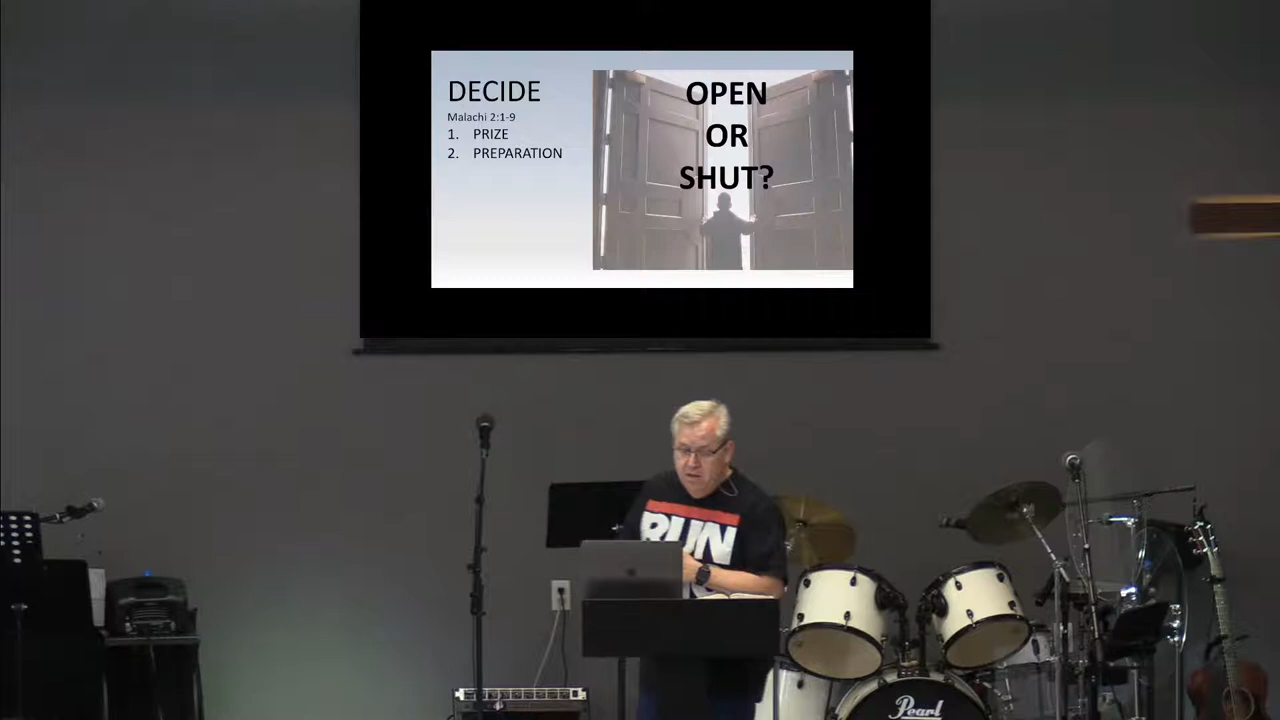 DECIDE
Malachi 2:1-9
1. PRIZE
2. PREPARATION
OPEN
OR
SHUT?
RUN
Pearl